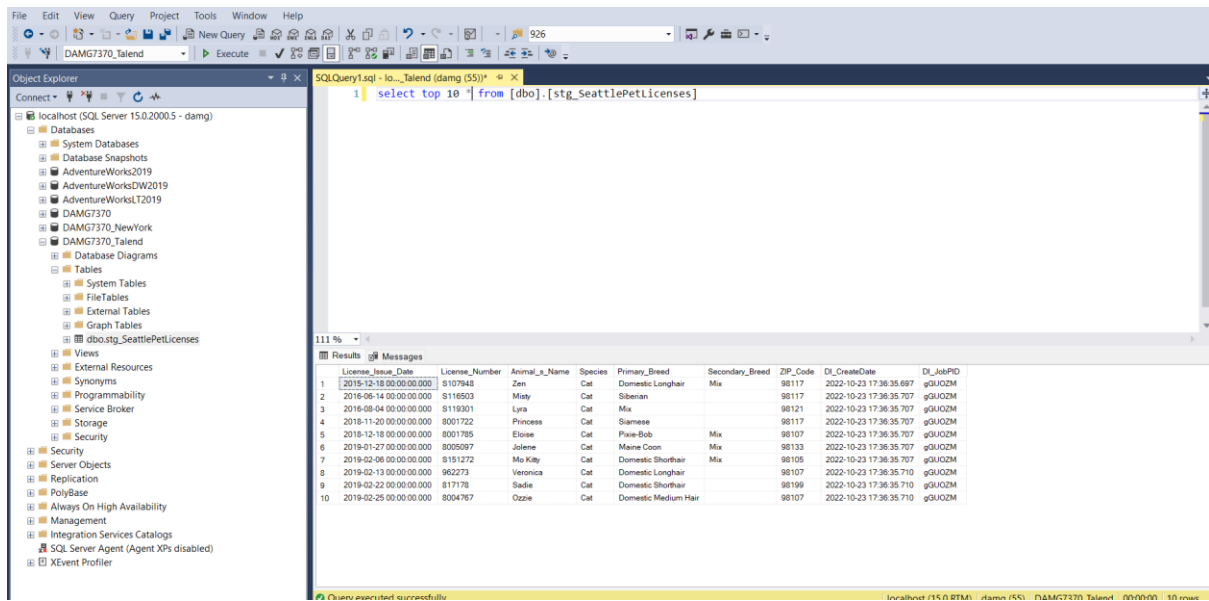 File Edit View Query Project Tools Window Help
New Query 926
DAMG7370_Talend Execute
Object Explorer
Connect
localhost (SQL Server 15.0.2000.5 - damg)
Databases
System Databases
Database Snapshots
AdventureWorks2019
AdventureWorksDW2019
AdventureWorksLT2019
DAMG7370
DAMG7370_NewYork
DAMG7370_Talend
Database Diagrams
Tables
System Tables
FileTables
External Tables
Graph Tables
dbo.stg_SeattlePetLicenses
Views
External Resources
Synonyms
Programmability
Service Broker
Storage
Security
Security
Server Objects
Replication
PolyBase
Always On High Availability
Management
Integration Services Catalogs
SQL Server Agent (Agent XPs disabled)
XEvent Profiler
SQLQuery1.sql - lo..._Talend (damg (55))*
1 select top 10 * from [dbo].[stg_SeattlePetLicenses]
111 %
Results Messages
License_Issue_Date License_Number Animal_s_Name Species Primary_Breed Secondary_Breed ZIP_Code DI_CreateDate DI_JobPID
1 2015-12-18 00:00:00.000 S107948 Zen Cat Domestic Longhair Mix 98117 2022-10-23 17:36:35.697 gGUOZM
2 2016-06-14 00:00:00.000 S116503 Misty Cat Siberian 98117 2022-10-23 17:36:35.707 gGUOZM
3 2016-08-04 00:00:00.000 S119301 Lyra Cat Mix 98121 2022-10-23 17:36:35.707 gGUOZM
4 2018-11-20 00:00:00.000 8001722 Princess Cat Siamese 98117 2022-10-23 17:36:35.707 gGUOZM
5 2018-12-18 00:00:00.000 8001785 Eloise Cat Pixie-Bob Mix 98107 2022-10-23 17:36:35.707 gGUOZM
6 2019-01-27 00:00:00.000 8005097 Jolene Cat Maine Coon Mix 98133 2022-10-23 17:36:35.707 gGUOZM
7 2019-02-06 00:00:00.000 S151272 Mo Kitty Cat Domestic Shorthair Mix 98105 2022-10-23 17:36:35.707 gGUOZM
8 2019-02-13 00:00:00.000 962273 Veronica Cat Domestic Longhair 98107 2022-10-23 17:36:35.710 gGUOZM
9 2019-02-22 00:00:00.000 817178 Sadie Cat Domestic Shorthair 98199 2022-10-23 17:36:35.710 gGUOZM
10 2019-02-25 00:00:00.000 8004767 Ozzie Cat Domestic Medium Hair 98107 2022-10-23 17:36:35.710 gGUOZM
Query executed successfully. localhost (15.0 RTM) damg (55) DAMG7370_Talend 00:00:00 10 rows